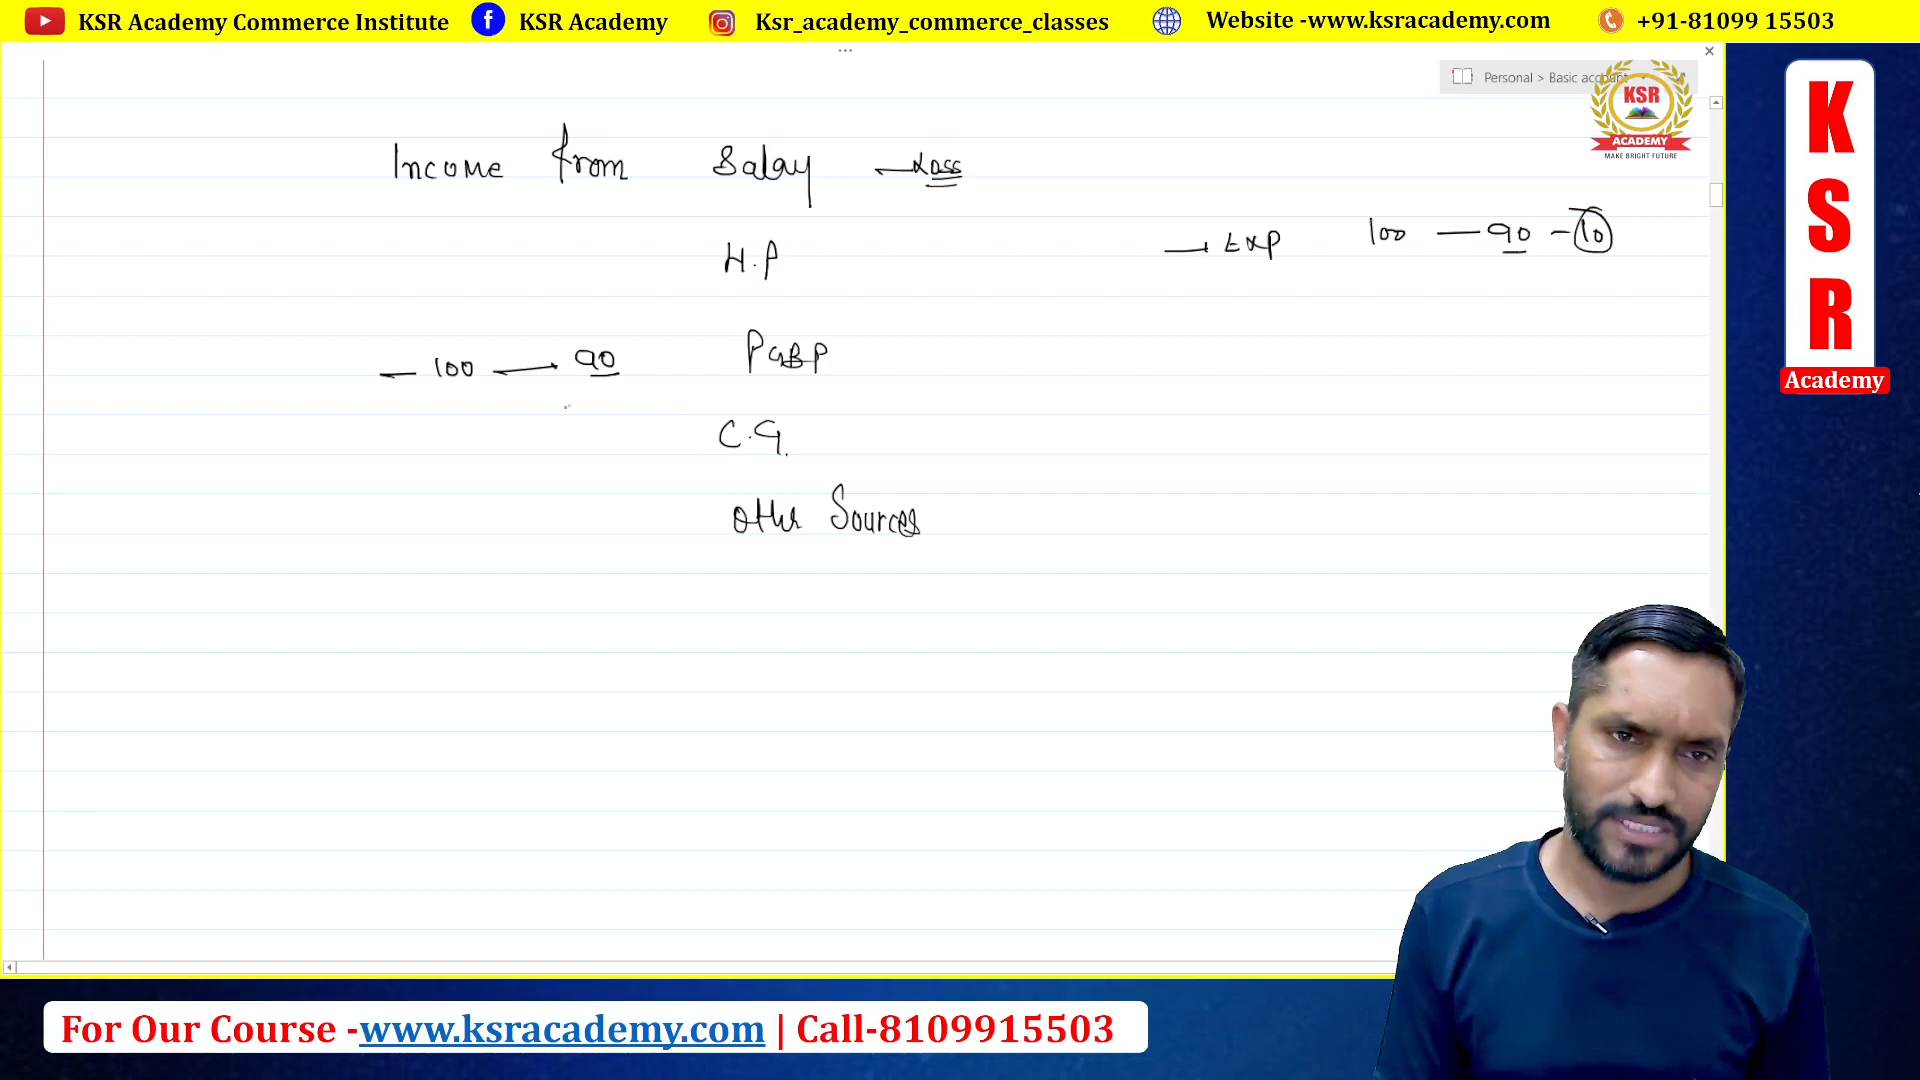 KSR Academy Commerce Institute KSR Academy Ksr_academy_commerce_classes Website -www.ksracademy.com +91-81099 15503
Personal > Basic account
KSR
ACADEMY
MAKE BRIGHT FUTURE
K
S
R
Academy
Income from Salay Loss
H.P → Exp 100 — 90 - 10
100 90 PGBP
C.G.
Other Sources
For Our Course -www.ksracademy.com | Call-8109915503